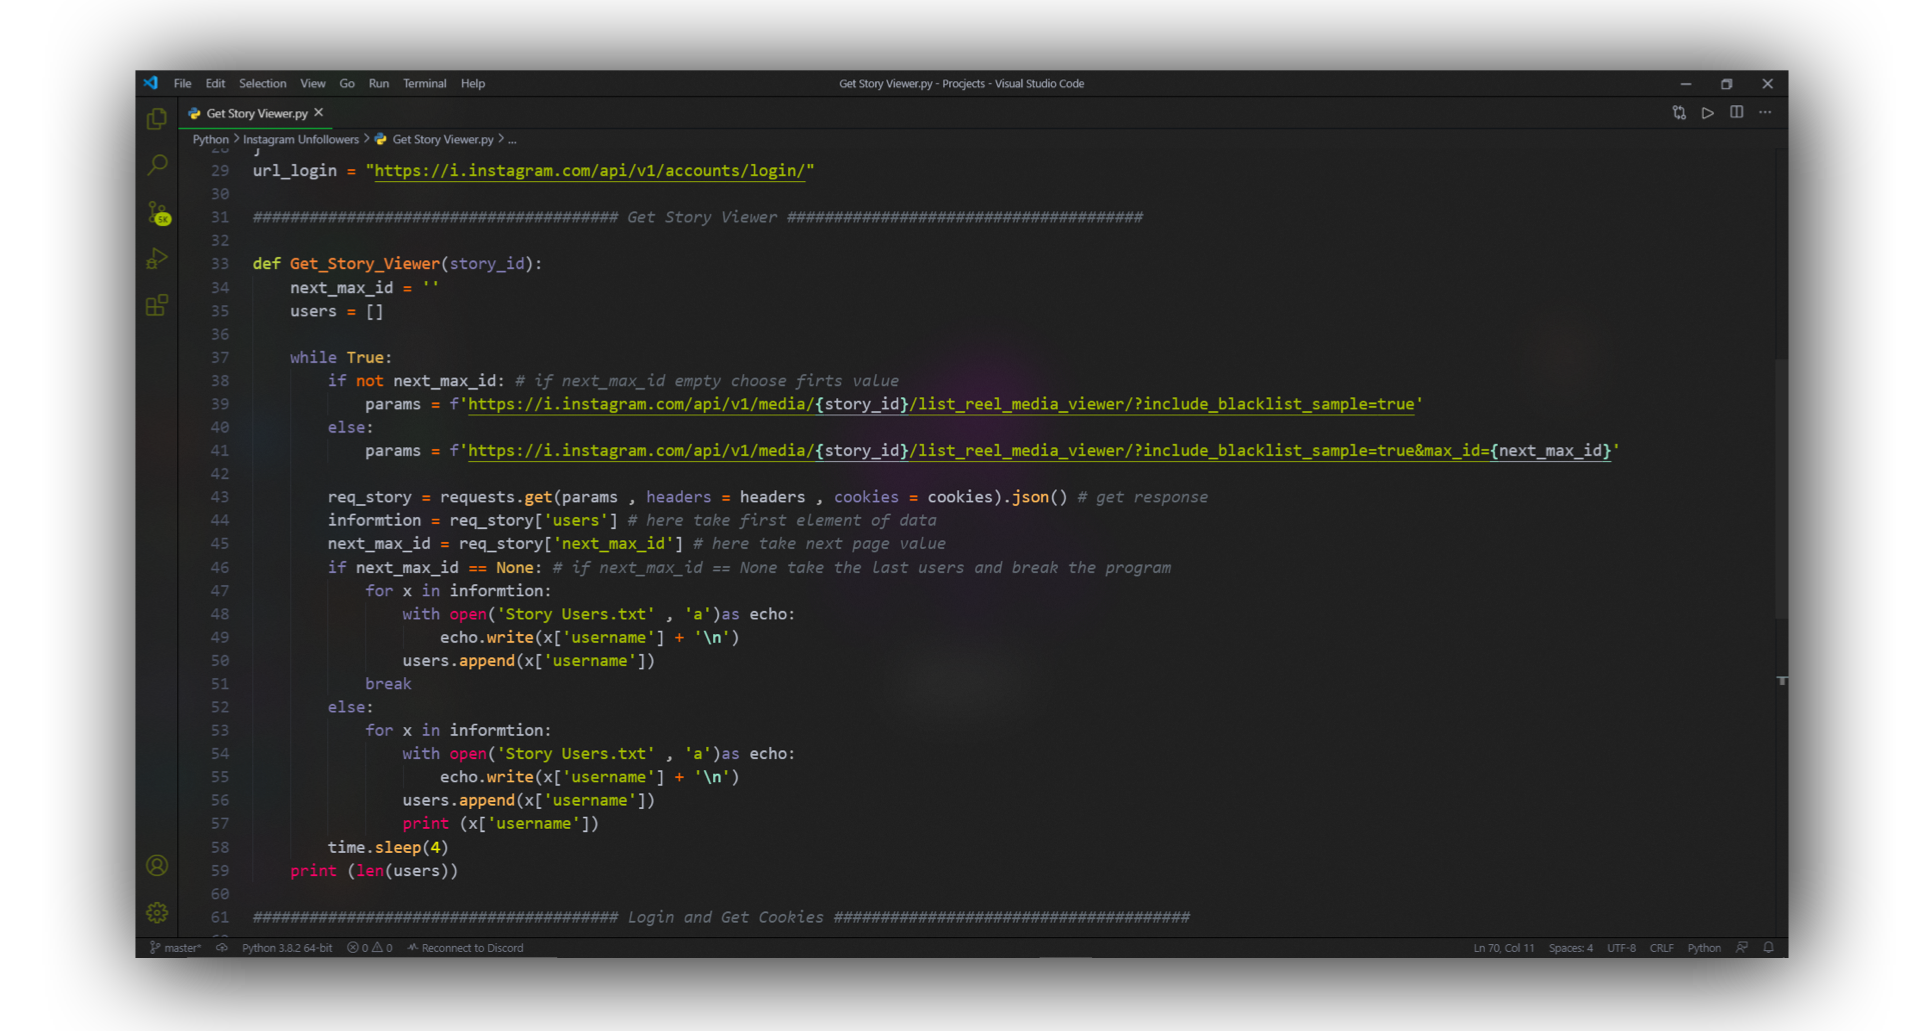 File Edit Selection View Go Run Terminal Help Get Story Viewer.py - Procjects - Visual Studio Code
Get Story Viewer.py
Python > Instagram Unfollowers > Get Story Viewer.py > ...
28 }
29 url_login = "https://i.instagram.com/api/v1/accounts/login/"
30
31 ####################################### Get Story Viewer ######################################
32
33 def Get_Story_Viewer(story_id):
34     next_max_id = ''
35     users = []
36
37     while True:
38         if not next_max_id: # if next_max_id empty choose firts value
39             params = f'https://i.instagram.com/api/v1/media/{story_id}/list_reel_media_viewer/?include_blacklist_sample=true'
40         else:
41             params = f'https://i.instagram.com/api/v1/media/{story_id}/list_reel_media_viewer/?include_blacklist_sample=true&max_id={next_max_id}'
42
43         req_story = requests.get(params , headers = headers , cookies = cookies).json() # get response
44         informtion = req_story['users'] # here take first element of data
45         next_max_id = req_story['next_max_id'] # here take next page value
46         if next_max_id == None: # if next_max_id == None take the last users and break the program
47             for x in informtion:
48                 with open('Story Users.txt' , 'a')as echo:
49                     echo.write(x['username'] + '\n')
50                 users.append(x['username'])
51             break
52         else:
53             for x in informtion:
54                 with open('Story Users.txt' , 'a')as echo:
55                     echo.write(x['username'] + '\n')
56                 users.append(x['username'])
57                 print (x['username'])
58         time.sleep(4)
59     print (len(users))
60
61 ####################################### Login and Get Cookies ######################################
5K
master* Python 3.8.2 64-bit 0 0 Reconnect to Discord Ln 70, Col 11 Spaces: 4 UTF-8 CRLF Python